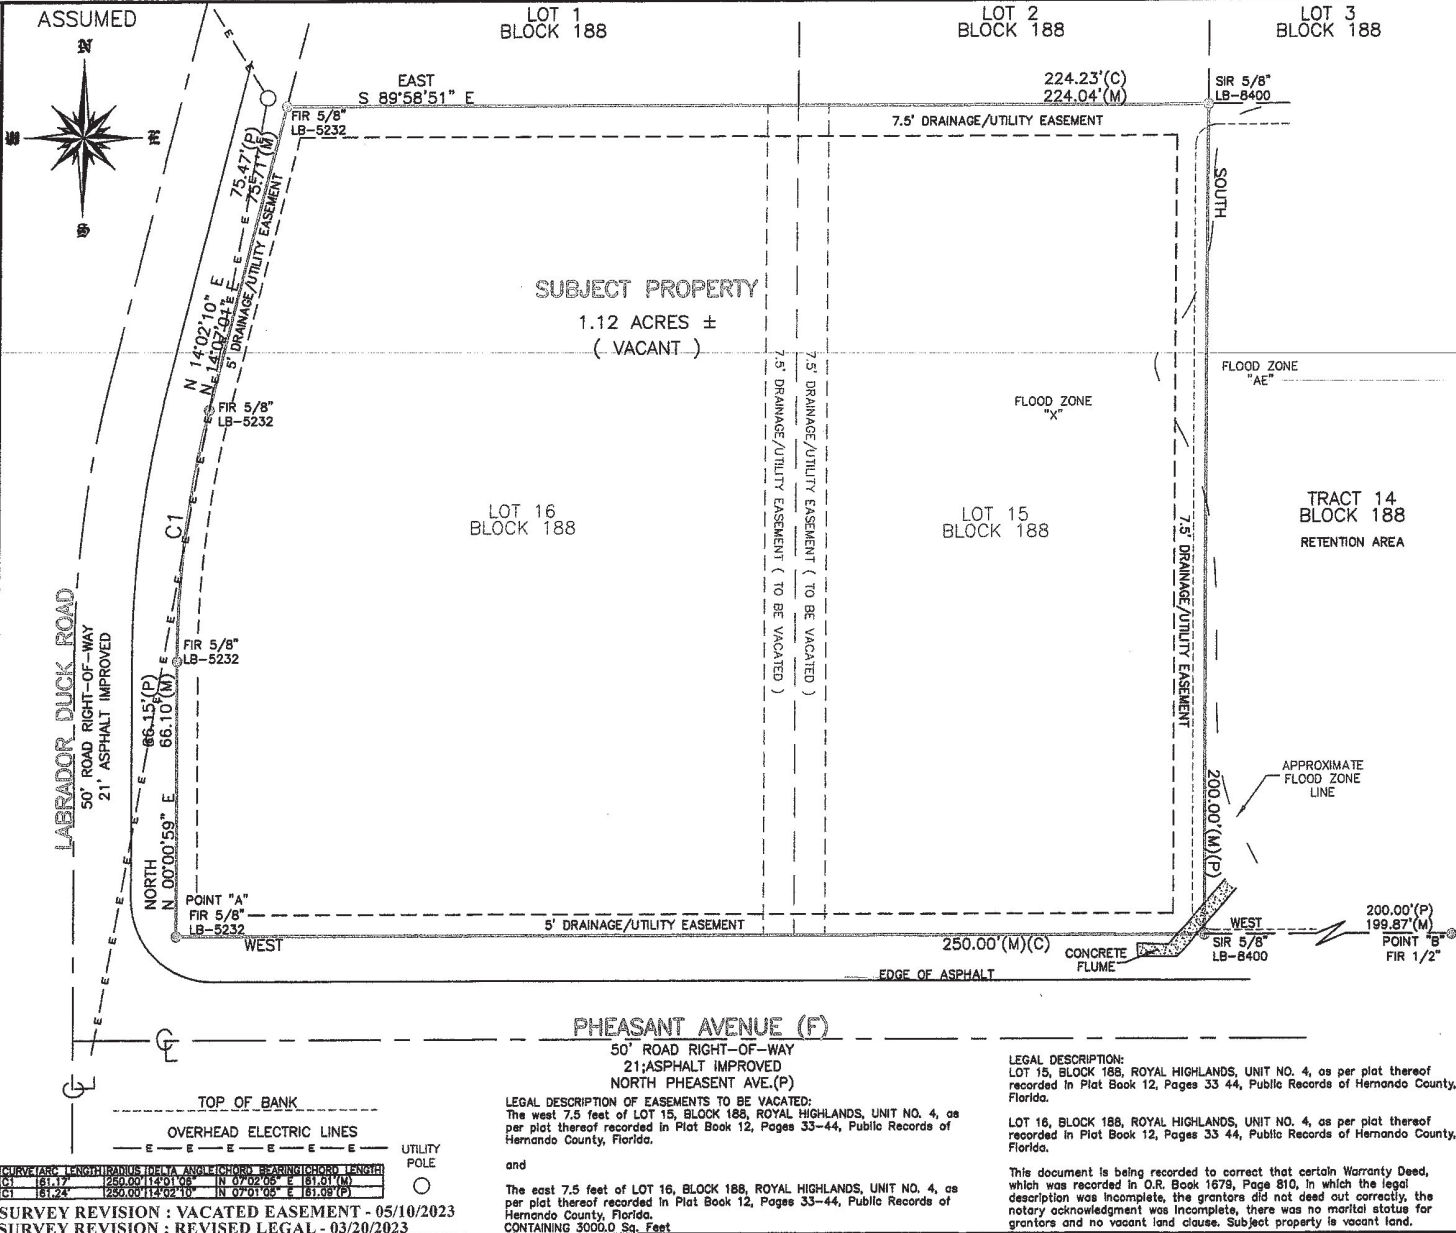 ASSUMED
N
E
S
LOT 1
BLOCK 188
LOT 2
BLOCK 188
LOT 3
BLOCK 188
EAST
S 89°58'51" E
224.23'(C)
224.04'(M)
SIR 5/8"
LB-8400
FIR 5/8"
LB-5232
7.5' DRAINAGE/UTILITY EASEMENT
75.47'(P)
75.71'(M)
5' DRAINAGE/UTILITY EASEMENT
N 14°02'10" E
N 14°07'01" E
SOUTH
SUBJECT PROPERTY
1.12 ACRES ±
( VACANT )
7.5' DRAINAGE/UTILITY EASEMENT ( TO BE VACATED )
7.5' DRAINAGE/UTILITY EASEMENT ( TO BE VACATED )
FLOOD ZONE
"X"
FLOOD ZONE
"AE"
FIR 5/8"
LB-5232
C1
LOT 16
BLOCK 188
LOT 15
BLOCK 188
TRACT 14
BLOCK 188
RETENTION AREA
7.5' DRAINAGE/UTILITY EASEMENT
LABRADOR DUCK ROAD
50' ROAD RIGHT-OF-WAY
21' ASPHALT IMPROVED
FIR 5/8"
LB-5232
66.15'(P)
66.10'(M)
NORTH
N 00°00'59" E
APPROXIMATE
FLOOD ZONE
LINE
200.00'(M)(P)
POINT "A"
FIR 5/8"
LB-5232
WEST
5' DRAINAGE/UTILITY EASEMENT
250.00'(M)(C)
CONCRETE
FLUME
WEST
SIR 5/8"
LB-8400
200.00'(P)
199.87'(M)
POINT "B"
FIR 1/2"
EDGE OF ASPHALT
PHEASANT AVENUE (F)
50' ROAD RIGHT-OF-WAY
21;ASPHALT IMPROVED
NORTH PHEASENT AVE.(P)
TOP OF BANK
OVERHEAD ELECTRIC LINES
E E E E E E
UTILITY
POLE
CURVE ARC LENGTH RADIUS DELTA ANGLE CHORD BEARING CHORD LENGTH
C1 61.17' 250.00' 14°01'05" N 07°02'05" E 61.01'(M)
C1 61.24' 250.00' 14°02'10" N 07°01'05" E 61.09'(P)
SURVEY REVISION : VACATED EASEMENT - 05/10/2023
SURVEY REVISION : REVISED LEGAL - 03/20/2023
LEGAL DESCRIPTION OF EASEMENTS TO BE VACATED:
The west 7.5 feet of LOT 15, BLOCK 188, ROYAL HIGHLANDS, UNIT NO. 4, as
per plat thereof recorded in Plat Book 12, Pages 33-44, Public Records of
Hernando County, Florida.
and
The east 7.5 feet of LOT 16, BLOCK 188, ROYAL HIGHLANDS, UNIT NO. 4, as
per plat thereof recorded in Plat Book 12, Pages 33-44, Public Records of
Hernando County, Florida.
CONTAINING 3000.0 Sq. Feet
LEGAL DESCRIPTION:
LOT 15, BLOCK 188, ROYAL HIGHLANDS, UNIT NO. 4, as per plat thereof
recorded in Plat Book 12, Pages 33 44, Public Records of Hernando County,
Florida.
LOT 16, BLOCK 188, ROYAL HIGHLANDS, UNIT NO. 4, as per plat thereof
recorded in Plat Book 12, Pages 33 44, Public Records of Hernando County,
Florida.
This document is being recorded to correct that certain Warranty Deed,
which was recorded in O.R. Book 1679, Page 810, in which the legal
description was incomplete, the grantors did not deed out correctly, the
notary acknowledgment was incomplete, there was no marital status for
grantors and no vacant land clause. Subject property is vacant land.